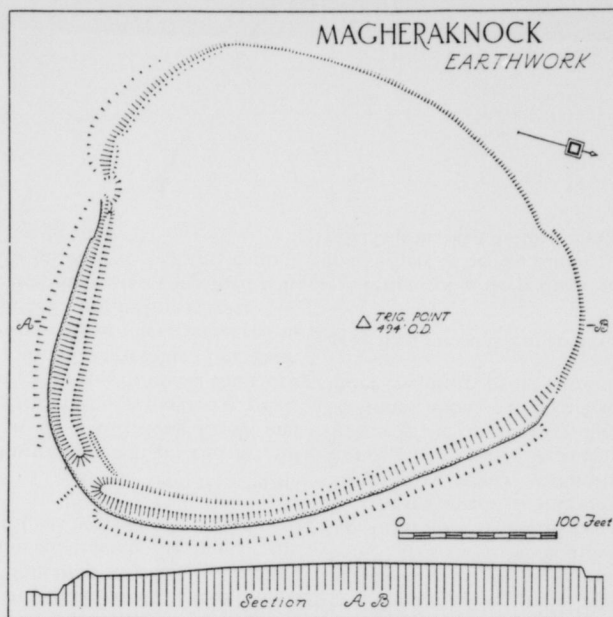 MAGHERAKNOCK
EARTHWORK
A
TRIG. POINT
494' O.D.
B
0 100 Feet
Section A B